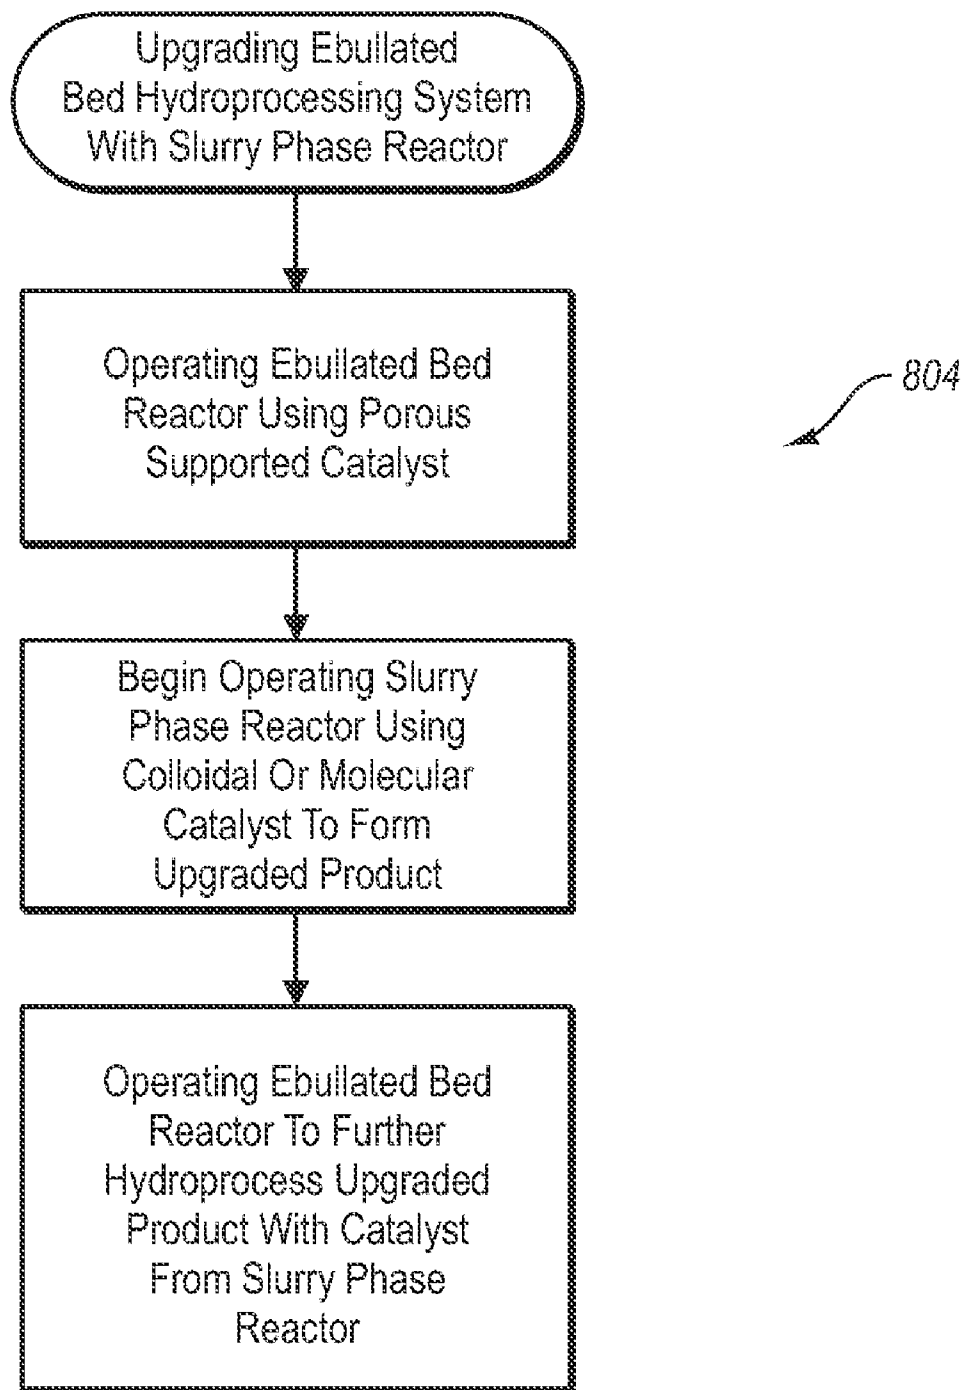 Upgrading Ebullated
Bed Hydroprocessing System
With Slurry Phase Reactor
Operating Ebullated Bed
Reactor Using Porous
Supported Catalyst
804
Begin Operating Slurry
Phase Reactor Using
Colloidal Or Molecular
Catalyst To Form
Upgraded Product
Operating Ebullated Bed
Reactor To Further
Hydroprocess Upgraded
Product With Catalyst
From Slurry Phase
Reactor